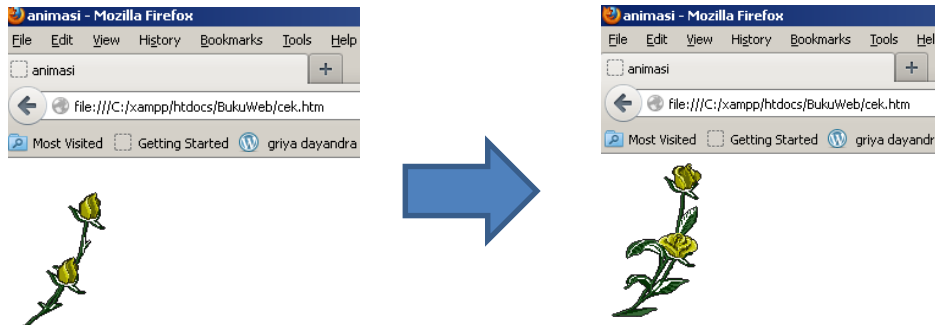 animasi - Mozilla Firefox
File Edit View History Bookmarks Tools Help
animasi
file:///C:/xampp/htdocs/BukuWeb/cek.htm
Most Visited Getting Started griya dayandra
animasi - Mozilla Firefox
File Edit View History Bookmarks Tools Hel
animasi
file:///C:/xampp/htdocs/BukuWeb/cek.htm
Most Visited Getting Started griya dayandr